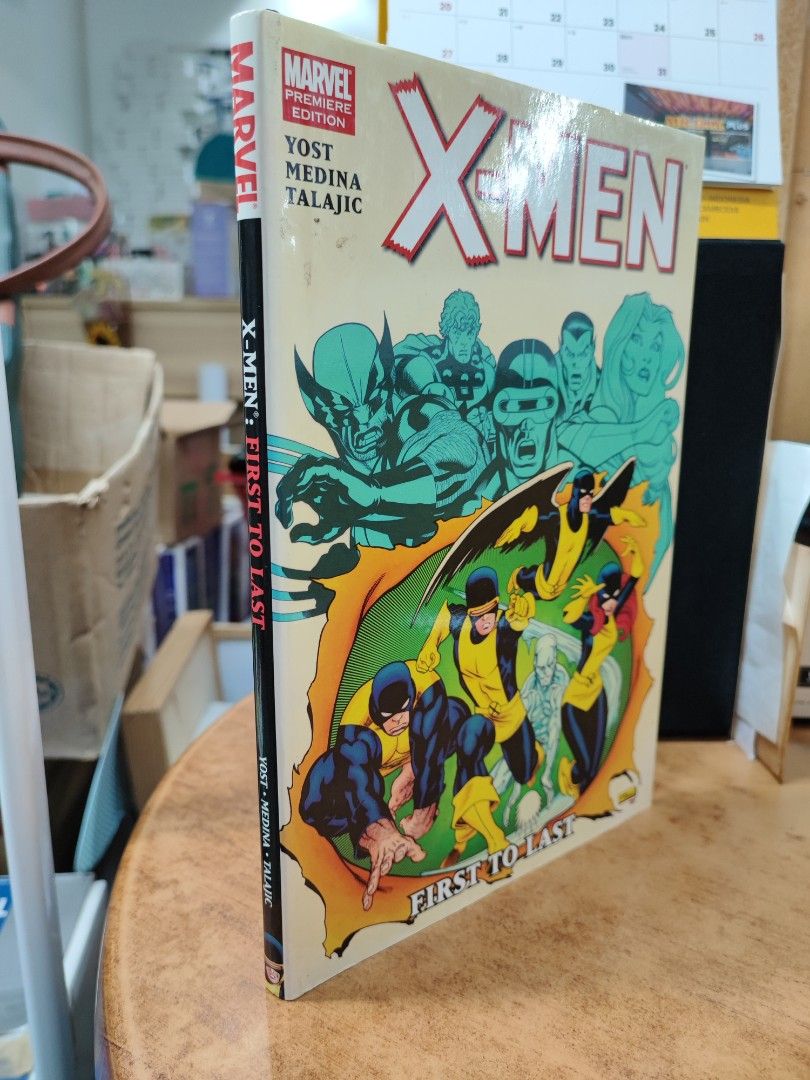 MARVEL
PREMIERE
EDITION
YOST
MEDINA
TALAJIC
X-MEN
FIRST TO LAST
MARVEL
X-MEN®: FIRST TO LAST
YOST • MEDINA • TALAJIC
20
21
22
23
24
25
26
27
28
29
30
31